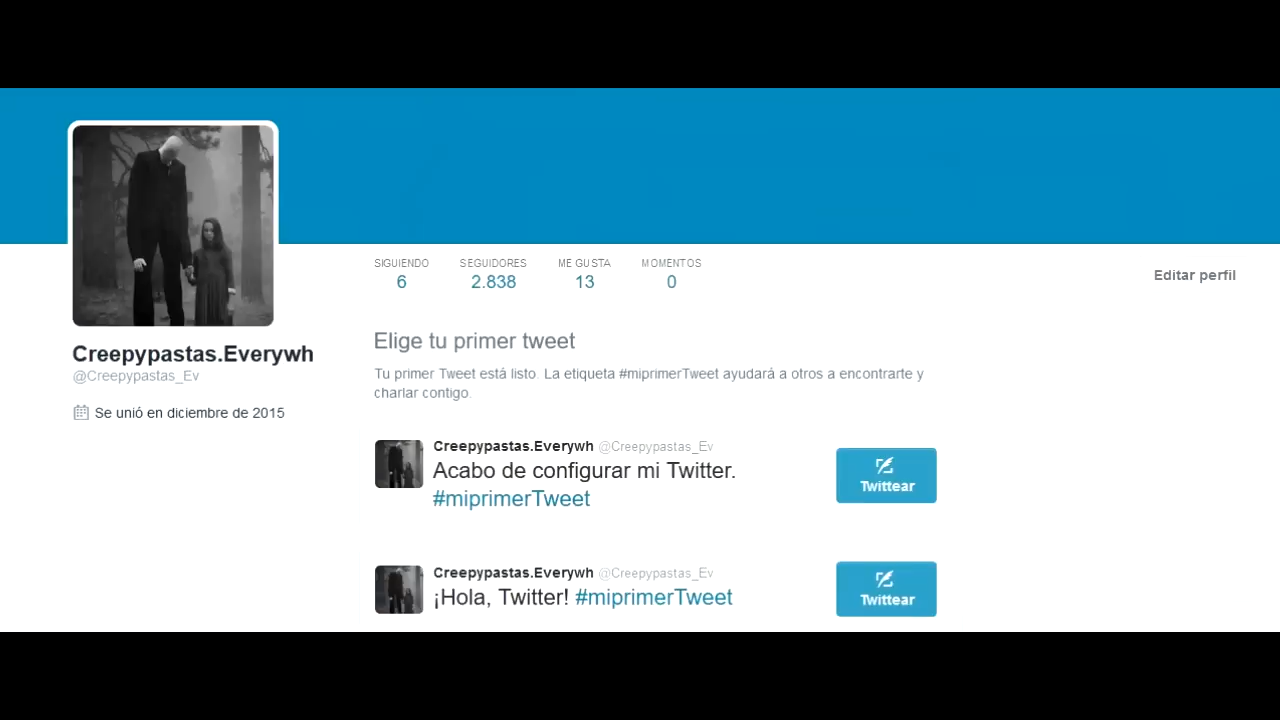 SIGUIENDO SEGUIDORES ME GUSTA MOMENTOS
6 2.838 13 0
Editar perfil
Creepypastas.Everywh
@Creepypastas_Ev
Se unió en diciembre de 2015
Elige tu primer tweet
Tu primer Tweet está listo. La etiqueta #miprimerTweet ayudará a otros a encontrarte y
charlar contigo.
Creepypastas.Everywh @Creepypastas_Ev
Acabo de configurar mi Twitter.
#miprimerTweet
Twittear
Creepypastas.Everywh @Creepypastas_Ev
¡Hola, Twitter! #miprimerTweet
Twittear